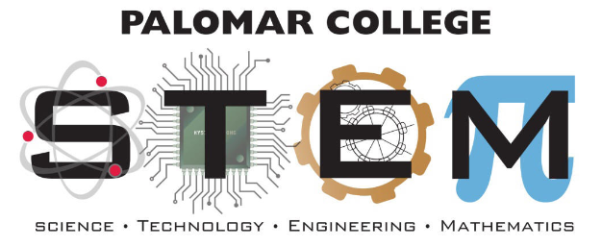 PALOMAR COLLEGE
STEM
SCIENCE • TECHNOLOGY • ENGINEERING • MATHEMATICS